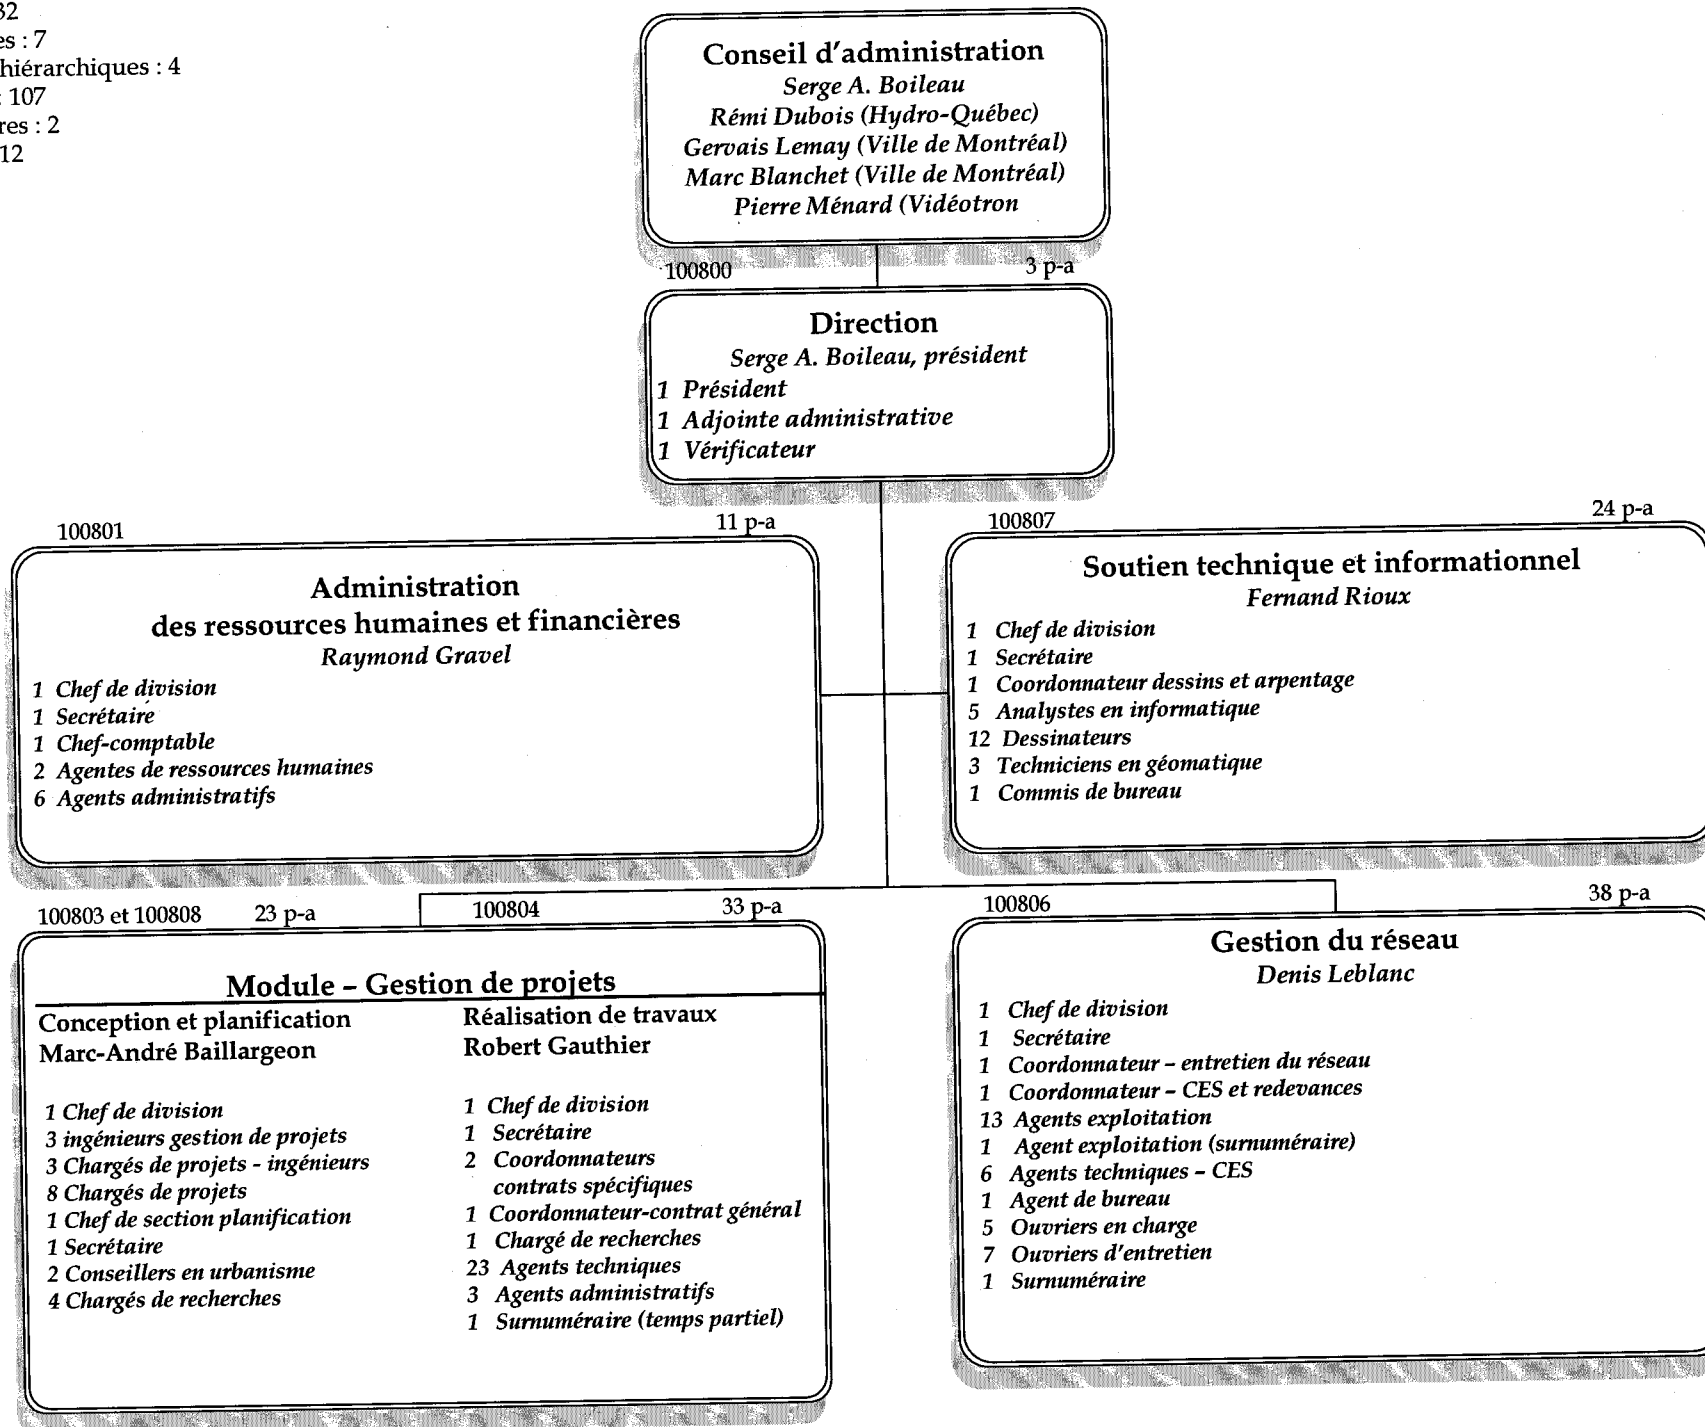 32
es : 7
hiérarchiques : 4
: 107
res : 2
12
Conseil d'administration
Serge A. Boileau
Rémi Dubois (Hydro-Québec)
Gervais Lemay (Ville de Montréal)
Marc Blanchet (Ville de Montréal)
Pierre Ménard (Vidéotron
100800
3 p-a
Direction
Serge A. Boileau, président
1 Président
1 Adjointe administrative
1 Vérificateur
100801
11 p-a
Administration
des ressources humaines et financières
Raymond Gravel
1 Chef de division
1 Secrétaire
1 Chef-comptable
2 Agentes de ressources humaines
6 Agents administratifs
100807
24 p-a
Soutien technique et informationnel
Fernand Rioux
1 Chef de division
1 Secrétaire
1 Coordonnateur dessins et arpentage
5 Analystes en informatique
12 Dessinateurs
3 Techniciens en géomatique
1 Commis de bureau
100803 et 100808 23 p-a
100804
33 p-a
Module – Gestion de projets
Conception et planification
Marc-André Baillargeon
1 Chef de division
3 ingénieurs gestion de projets
3 Chargés de projets - ingénieurs
8 Chargés de projets
1 Chef de section planification
1 Secrétaire
2 Conseillers en urbanisme
4 Chargés de recherches
Réalisation de travaux
Robert Gauthier
1 Chef de division
1 Secrétaire
2 Coordonnateurs
contrats spécifiques
1 Coordonnateur-contrat général
1 Chargé de recherches
23 Agents techniques
3 Agents administratifs
1 Surnuméraire (temps partiel)
100806
38 p-a
Gestion du réseau
Denis Leblanc
1 Chef de division
1 Secrétaire
1 Coordonnateur – entretien du réseau
1 Coordonnateur – CES et redevances
13 Agents exploitation
1 Agent exploitation (surnuméraire)
6 Agents techniques – CES
1 Agent de bureau
5 Ouvriers en charge
7 Ouvriers d'entretien
1 Surnuméraire